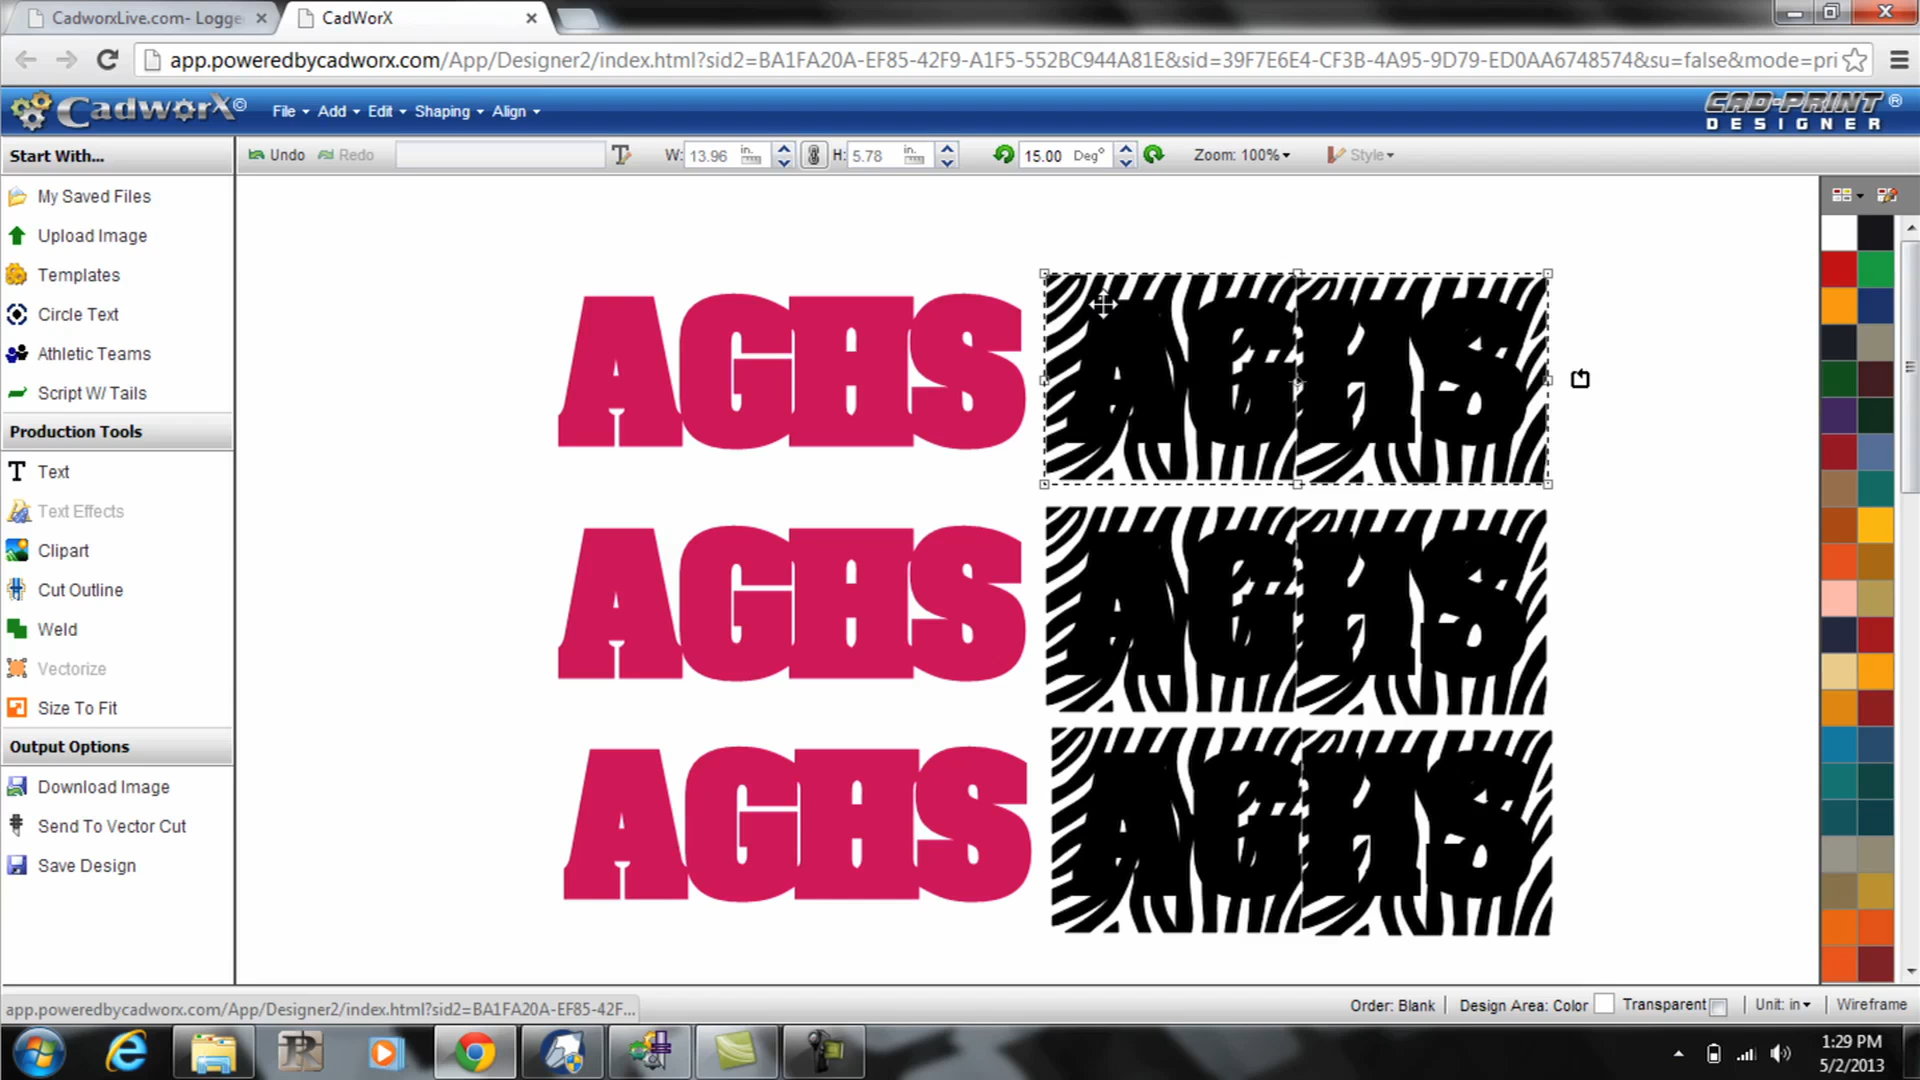 CadworxLive.com- Logge
CadWorX
app.poweredbycadworx.com/App/Designer2/index.html?sid2=BA1FA20A-EF85-42F9-A1F5-552BC944A81E&sid=39F7E6E4-CF3B-4A95-9D79-ED0AA6748574&su=false&mode=pri
CadworX© File Add Edit Shaping Align CAD-PRINT®
DESIGNER
Start With... Undo Redo W: 13.96 in. H: 5.78 in. 15.00 Deg° Zoom: 100% Style
My Saved Files
Upload Image
Templates
Circle Text
Athletic Teams
Script W/ Tails
Production Tools
Text
Text Effects
Clipart
Cut Outline
Weld
Vectorize
Size To Fit
Output Options
Download Image
Send To Vector Cut
Save Design
AGHS AGHS
AGHS AGHS
AGHS AGHS
app.poweredbycadworx.com/App/Designer2/index.html?sid2=BA1FA20A-EF85-42F...
Order: Blank Design Area: Color Transparent Unit: in Wireframe
1:29 PM
5/2/2013